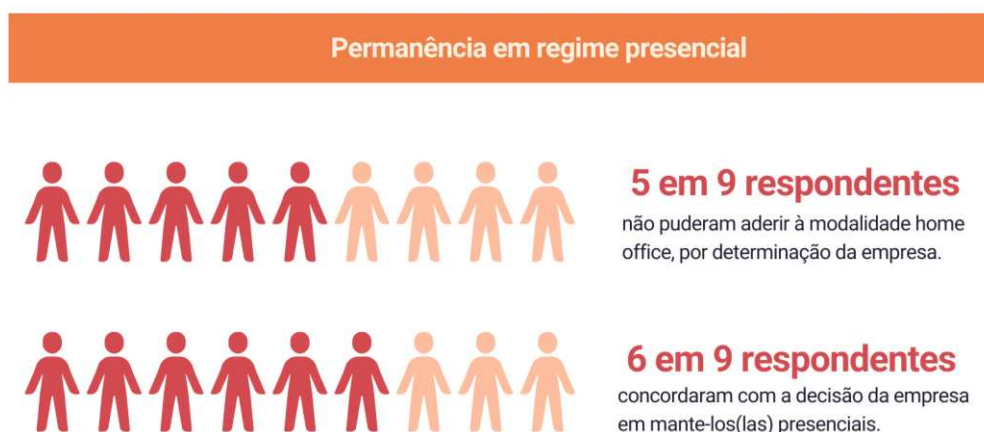 Permanência em regime presencial
5 em 9 respondentes
não puderam aderir à modalidade home
office, por determinação da empresa.
6 em 9 respondentes
concordaram com a decisão da empresa
em mante-los(las) presenciais.